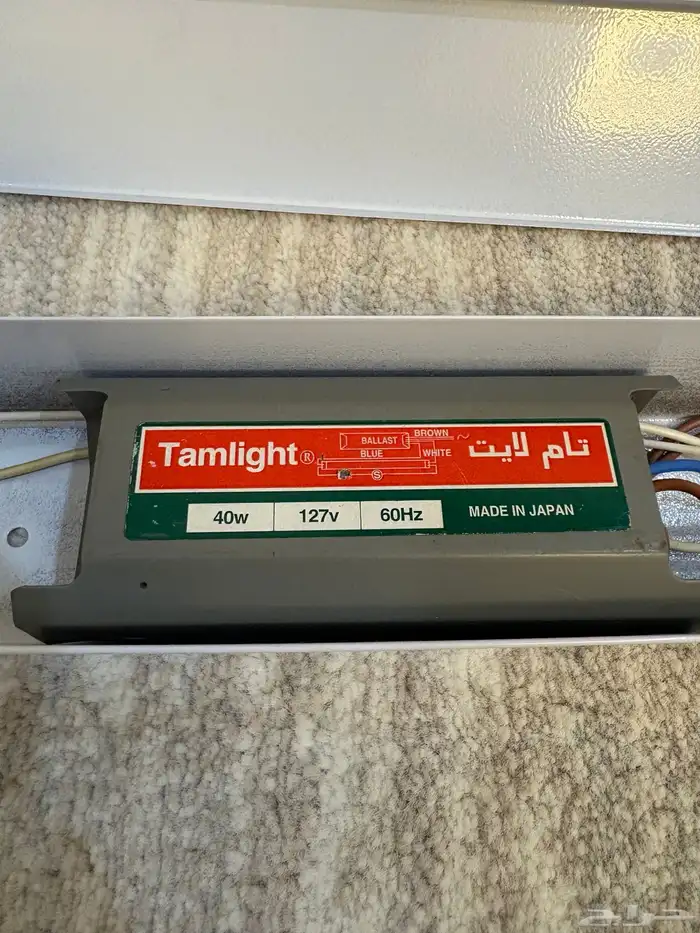 Tamlight® تام لايت
BALLAST BROWN
BLUE WHITE
S
40w 127v 60Hz MADE IN JAPAN
حراج